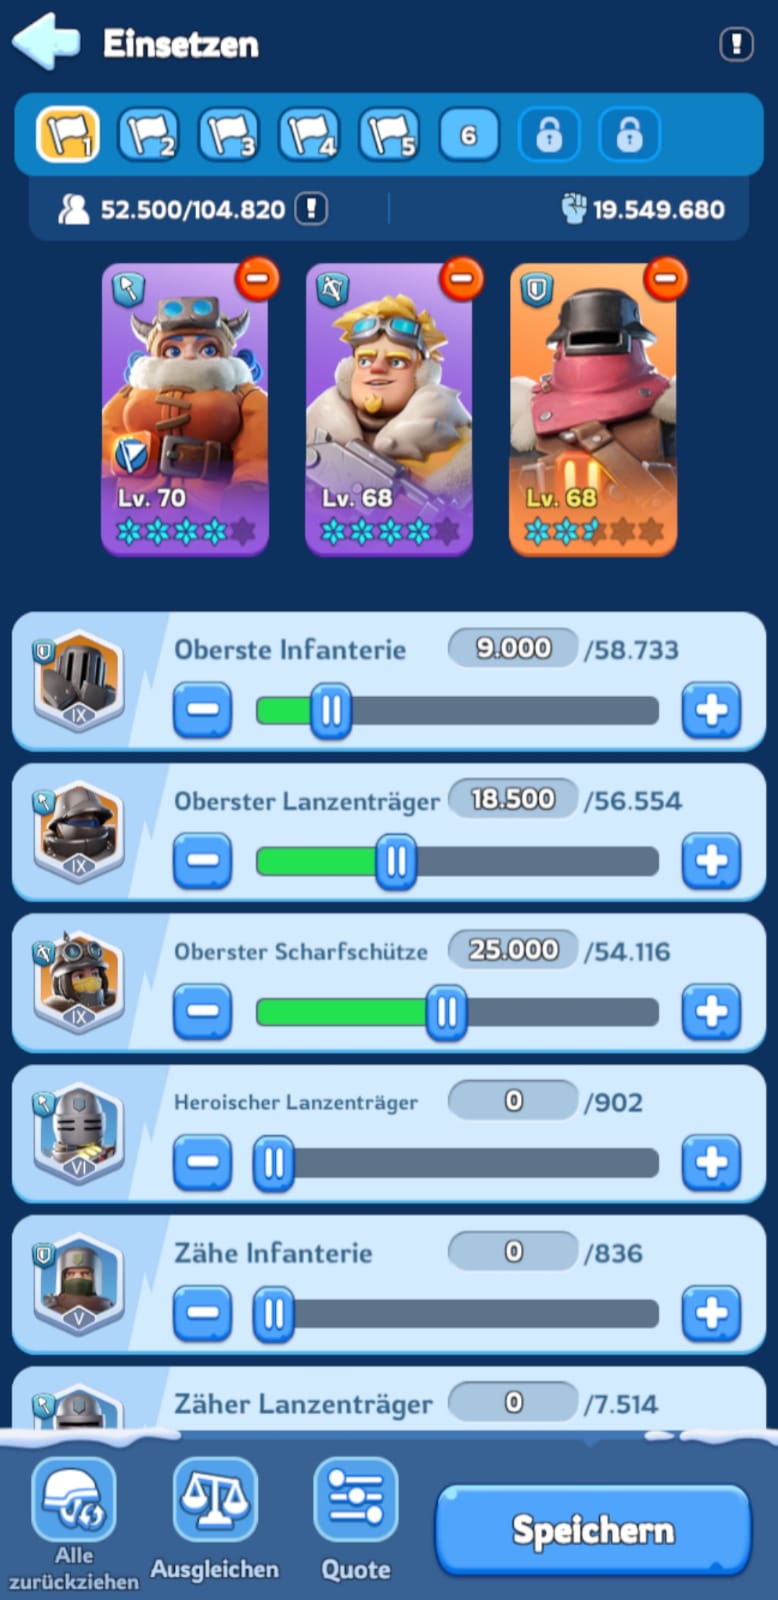 Einsetzen
1 2 3 4 5 6
52.500/104.820 ! 19.549.680
Lv. 70 Lv. 68 Lv. 68
Oberste Infanterie 9.000 /58.733
IX
Oberster Lanzenträger 18.500 /56.554
IX
Oberster Scharfschütze 25.000 /54.116
IX
Heroischer Lanzenträger 0 /902
VI
Zähe Infanterie 0 /836
V
Zäher Lanzenträger 0 /7.514
Alle
zurückziehen
Ausgleichen
Quote
Speichern